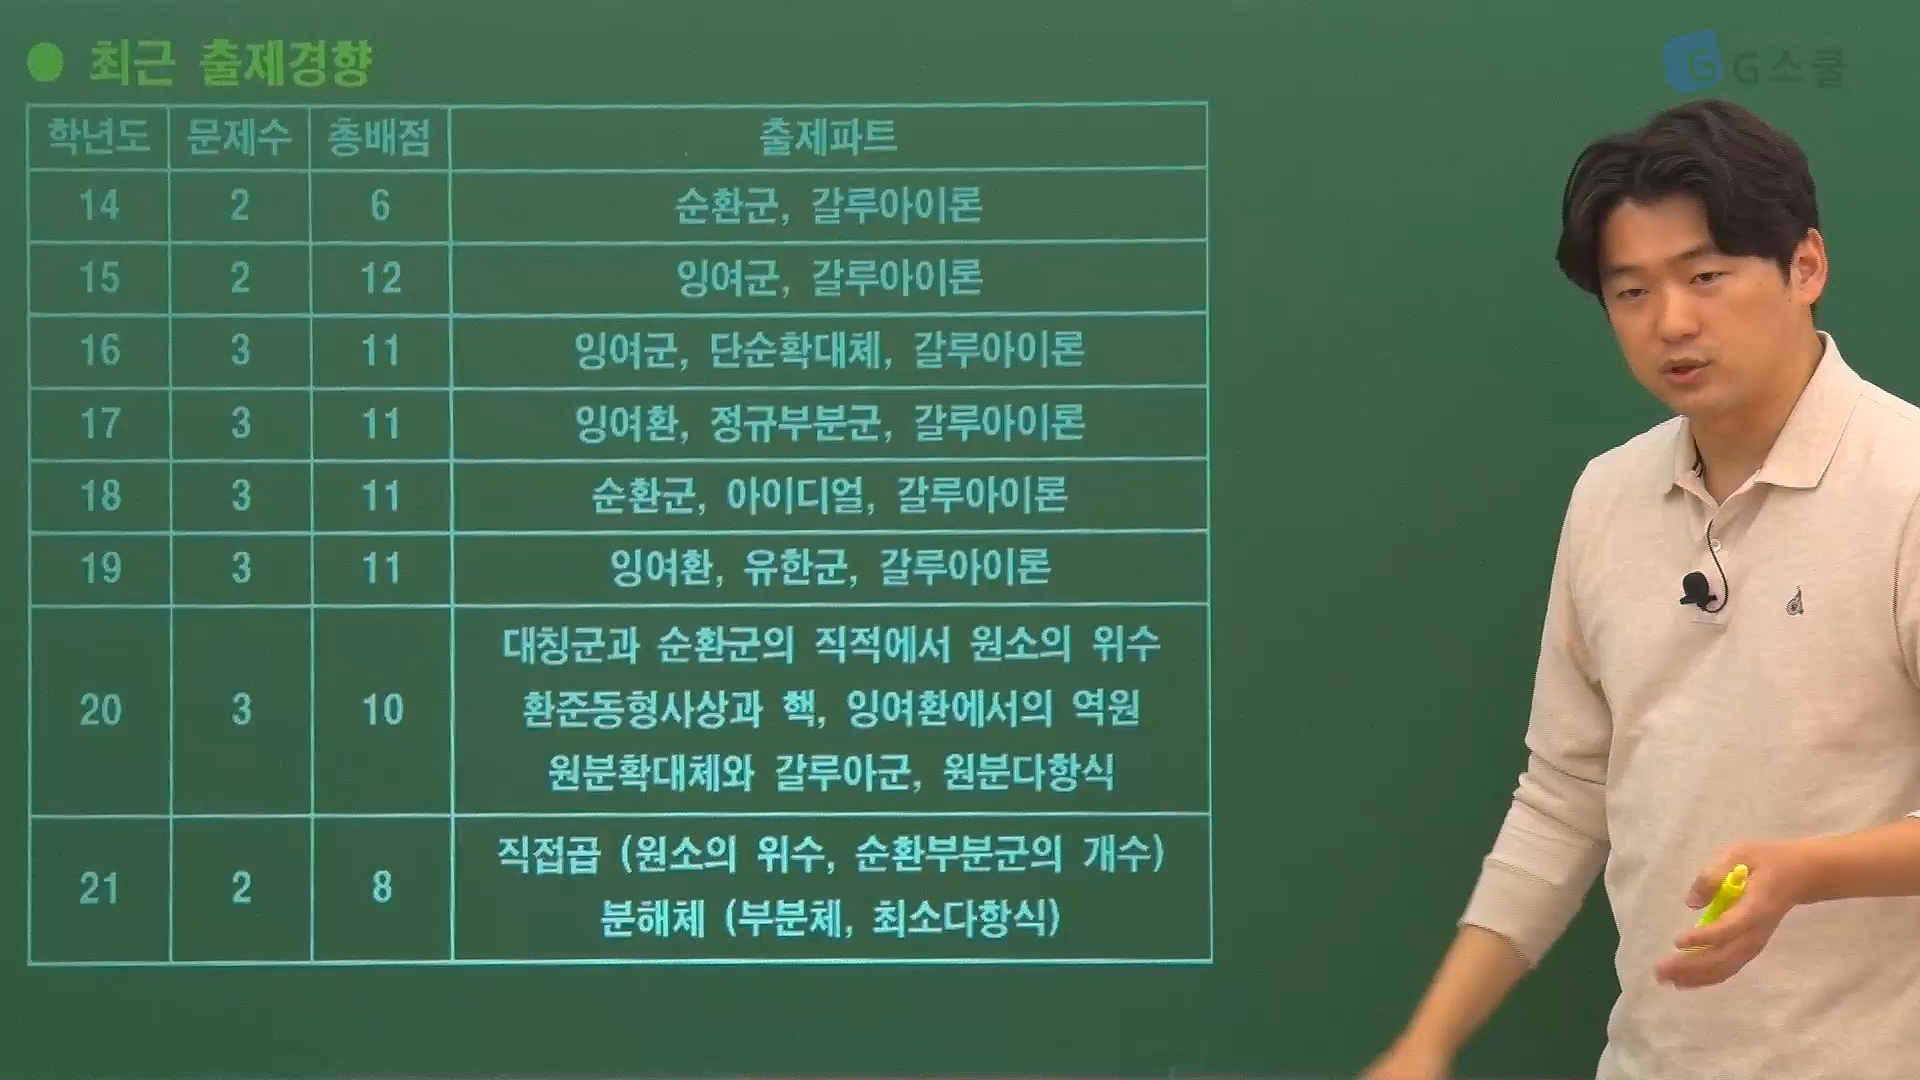 ● 최근 출제경향
G스쿨
학년도 문제수 총배점 출제파트
14 2 6 순환군, 갈루아이론
15 2 12 잉여군, 갈루아이론
16 3 11 잉여군, 단순확대체, 갈루아이론
17 3 11 잉여환, 정규부분군, 갈루아이론
18 3 11 순환군, 아이디얼, 갈루아이론
19 3 11 잉여환, 유한군, 갈루아이론
20 3 10 대칭군과 순환군의 직적에서 원소의 위수
환준동형사상과 핵, 잉여환에서의 역원
원분확대체와 갈루아군, 원분다항식
21 2 8 직접곱 (원소의 위수, 순환부분군의 개수)
분해체 (부분체, 최소다항식)